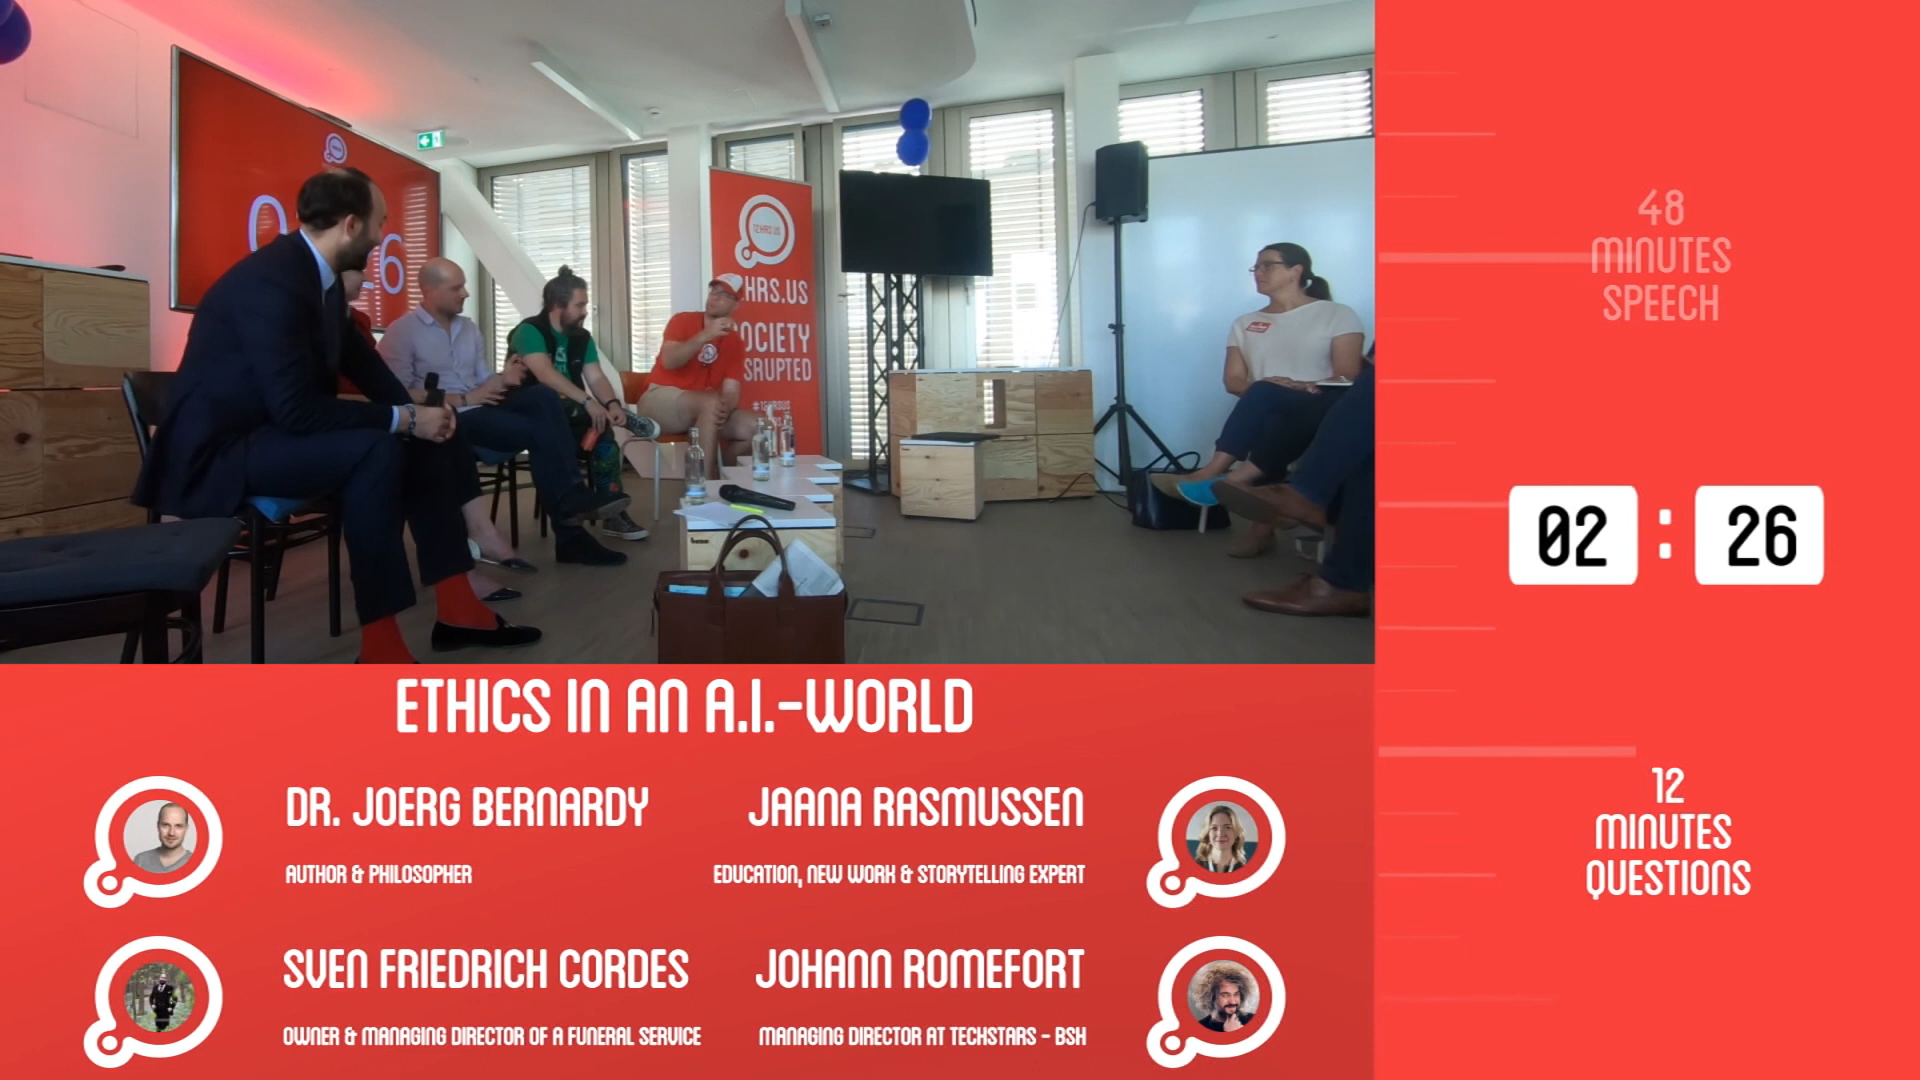 12HRS.US
HRS.US
OCIETY
SRUPTED
ETHICS IN AN A.I.-WORLD
DR. JOERG BERNARDY
AUTHOR & PHILOSOPHER
JAANA RASMUSSEN
EDUCATION, NEW WORK & STORYTELLING EXPERT
SVEN FRIEDRICH CORDES
OWNER & MANAGING DIRECTOR OF A FUNERAL SERVICE
JOHANN ROMEFORT
MANAGING DIRECTOR AT TECHSTARS - BSH
48
MINUTES
SPEECH
02 : 26
12
MINUTES
QUESTIONS